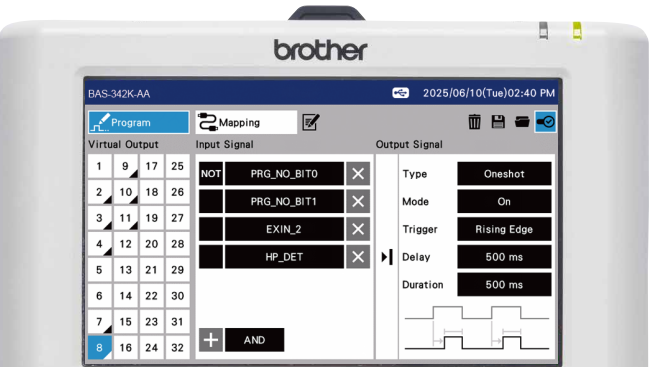 brother
BAS-342K-AA 2025/06/10(Tue)02:40 PM
Program Mapping
Virtual Output Input Signal Output Signal
1 9 17 25 NOT PRG_NO_BIT0 Type Oneshot
2 10 18 26 PRG_NO_BIT1 Mode On
3 11 19 27 EXIN_2 Trigger Rising Edge
4 12 20 28 HP_DET Delay 500 ms
5 13 21 29 Duration 500 ms
6 14 22 30
7 15 23 31
8 16 24 32 AND